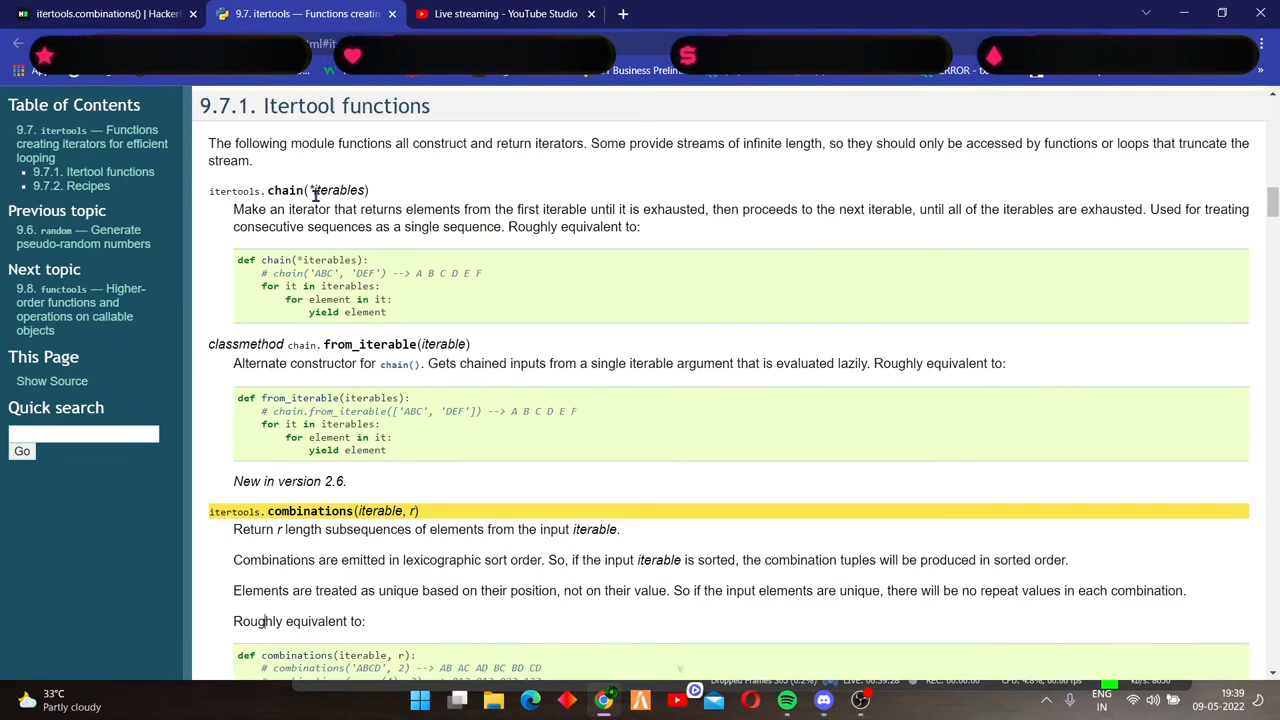 itertools.combinations() | Hacker
9.7. itertools — Functions creatin
Live streaming - YouTube Studio
ml#it
Business Prelim
ERROR
Table of Contents
9.7. itertools — Functions
creating iterators for efficient
looping
9.7.1. Itertool functions
9.7.2. Recipes
Previous topic
9.6. random — Generate
pseudo-random numbers
Next topic
9.8. functools — Higher-
order functions and
operations on callable
objects
This Page
Show Source
Quick search
Go
9.7.1. Itertool functions
The following module functions all construct and return iterators. Some provide streams of infinite length, so they should only be accessed by functions or loops that truncate the
stream.
itertools.chain(*iterables)
Make an iterator that returns elements from the first iterable until it is exhausted, then proceeds to the next iterable, until all of the iterables are exhausted. Used for treating
consecutive sequences as a single sequence. Roughly equivalent to:
def chain(*iterables):
# chain('ABC', 'DEF') --> A B C D E F
for it in iterables:
for element in it:
yield element
classmethod chain.from_iterable(iterable)
Alternate constructor for chain(). Gets chained inputs from a single iterable argument that is evaluated lazily. Roughly equivalent to:
def from_iterable(iterables):
# chain.from_iterable(['ABC', 'DEF']) --> A B C D E F
for it in iterables:
for element in it:
yield element
New in version 2.6.
itertools.combinations(iterable, r)
Return r length subsequences of elements from the input iterable.
Combinations are emitted in lexicographic sort order. So, if the input iterable is sorted, the combination tuples will be produced in sorted order.
Elements are treated as unique based on their position, not on their value. So if the input elements are unique, there will be no repeat values in each combination.
Roughly equivalent to:
def combinations(iterable, r):
# combinations('ABCD', 2) --> AB AC AD BC BD CD
33°C
Partly cloudy
ENG
IN
19:39
09-05-2022